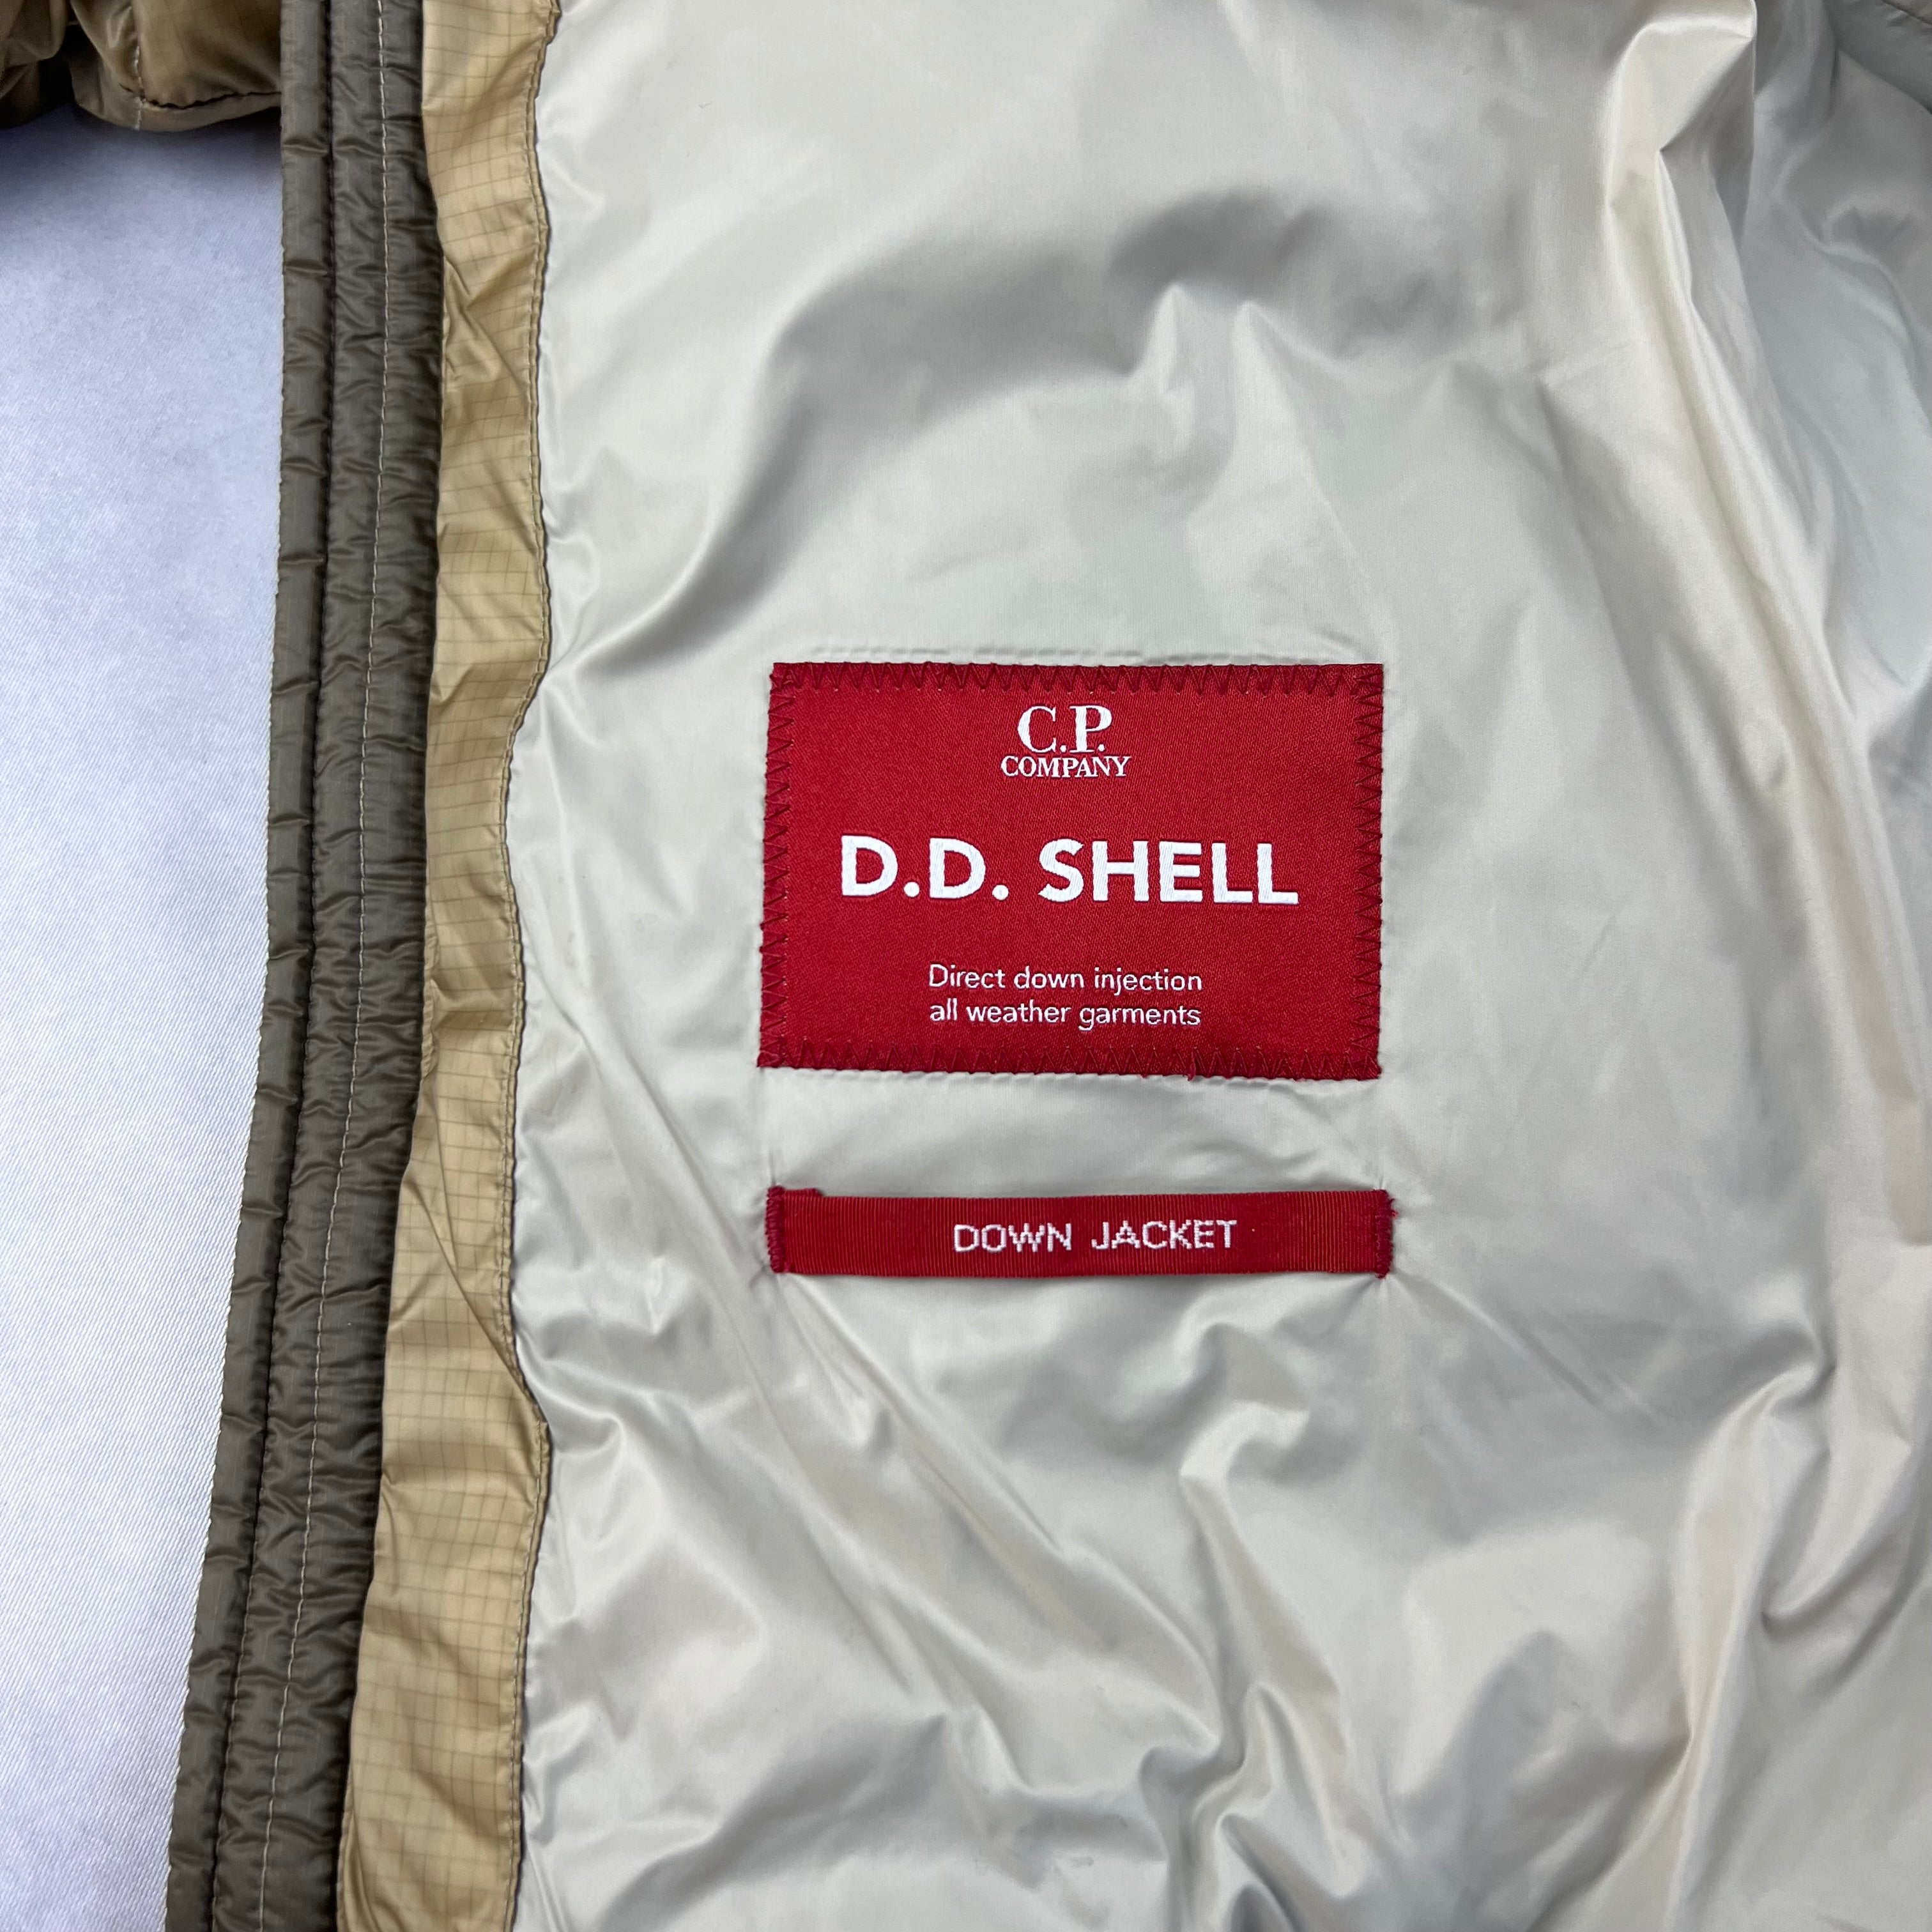 C.P.
COMPANY
D.D. SHELL
Direct down injection
all weather garments
DOWN JACKET